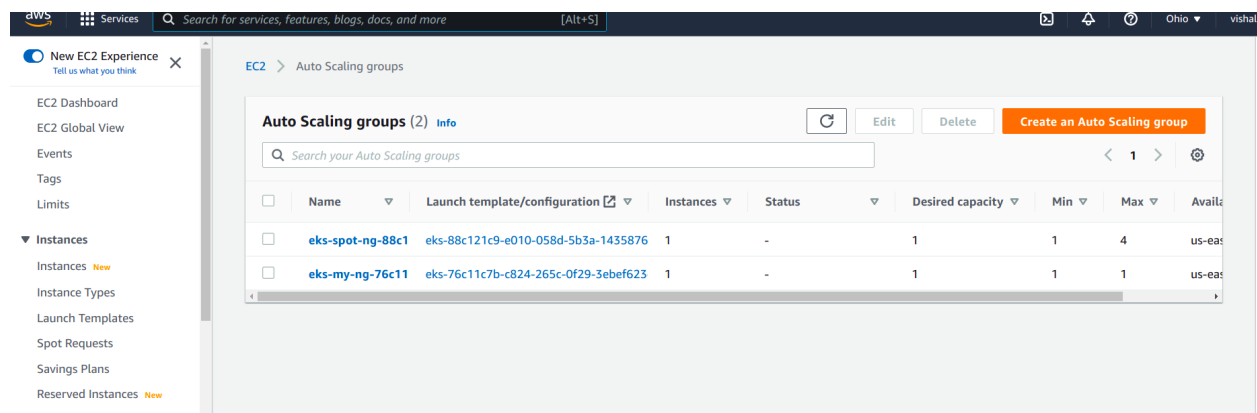 aws Services Search for services, features, blogs, docs, and more [Alt+S] Ohio vishal
New EC2 Experience
Tell us what you think
EC2 Dashboard
EC2 Global View
Events
Tags
Limits
Instances
Instances New
Instance Types
Launch Templates
Spot Requests
Savings Plans
Reserved Instances New
EC2 > Auto Scaling groups
Auto Scaling groups (2) Info Edit Delete Create an Auto Scaling group
Search your Auto Scaling groups 1
Name Launch template/configuration Instances Status Desired capacity Min Max Availa
eks-spot-ng-88c1 eks-88c121c9-e010-058d-5b3a-1435876 1 - 1 1 4 us-eas
eks-my-ng-76c11 eks-76c11c7b-c824-265c-0f29-3ebef623 1 - 1 1 1 us-eas